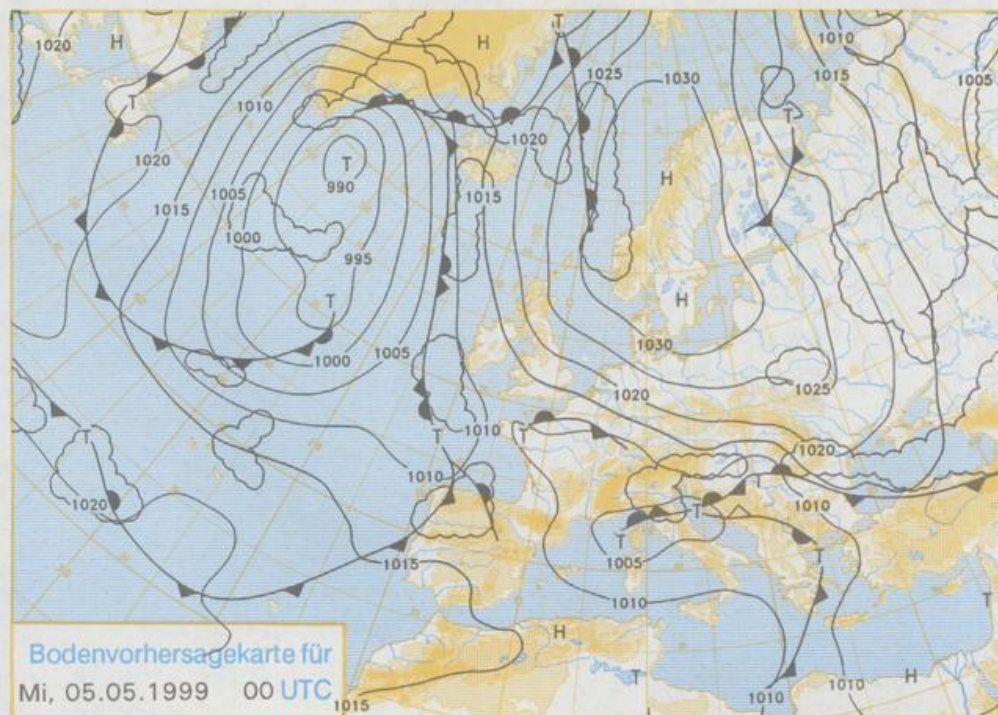 1020 H H T 1010
1025 1030 1015
1010 T 1005
T
1020 1020
T 990
1015 1005 1015 H
1000
995
T H
1000 1005 1030
1025
1020
T T T 1010
1020
1010 1020
T 1010
T
1015 T 1005 T
1010 T
H
Bodenvorhersagekarte für
Mi, 05.05.1999 00 UTC
T H
1015 1010 1010